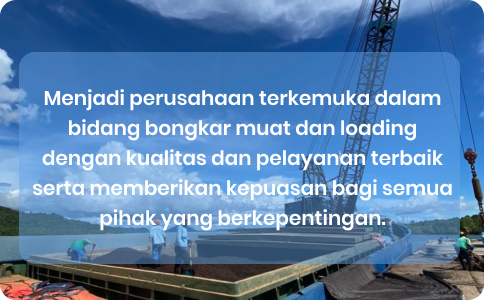 Menjadi perusahaan terkemuka dalam
bidang bongkar muat dan loading
dengan kualitas dan pelayanan terbaik
serta memberikan kepuasan bagi semua
pihak yang berkepentingan.